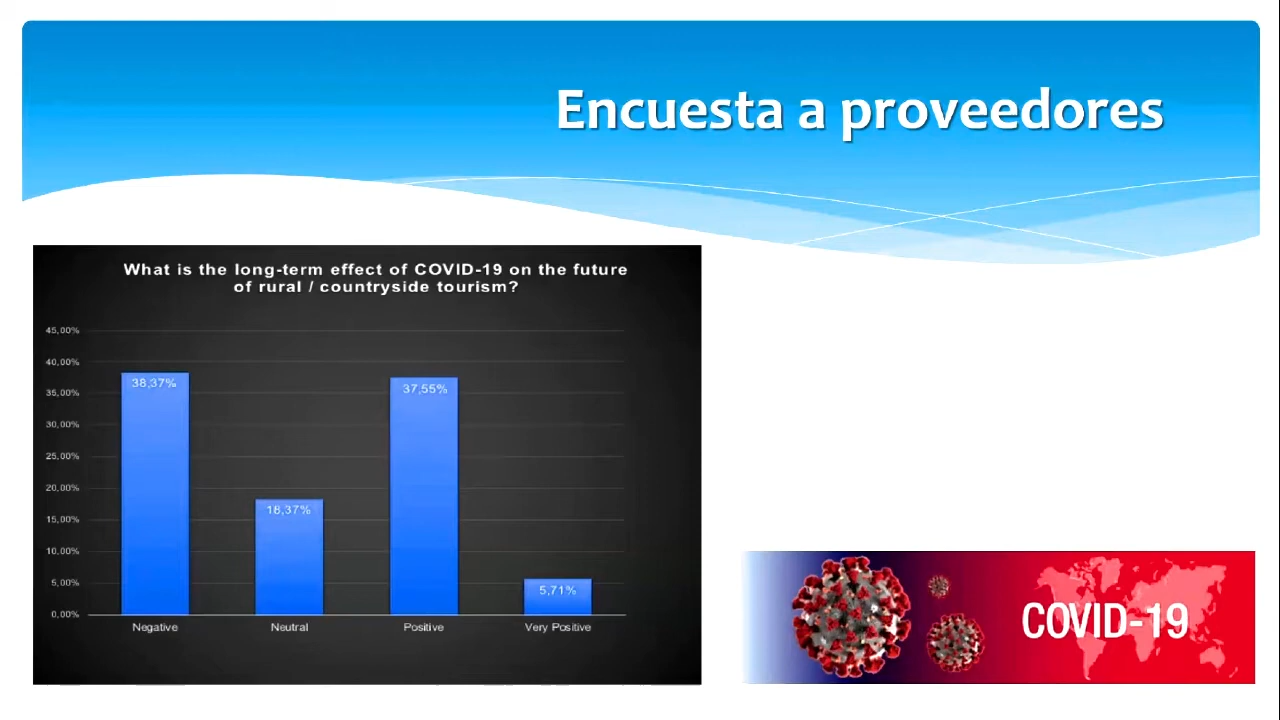 Encuesta a proveedores
What is the long-term effect of COVID-19 on the future
of rural / countryside tourism?
45,00%
40,00%
35,00%
30,00%
25,00%
20,00%
15,00%
10,00%
5,00%
0,00%
38,37%
18,37%
37,55%
5,71%
Negative
Neutral
Positive
Very Positive
COVID-19